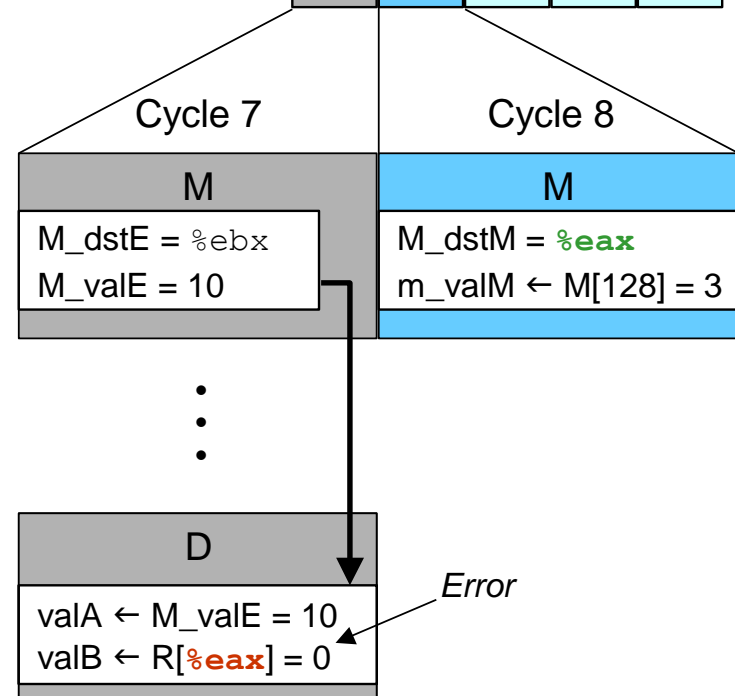 Cycle 7
Cycle 8
M
M_dstE = %ebx
M_valE = 10
M
M_dstM = %eax
m_valM ← M[128] = 3
•
•
•
D
valA ← M_valE = 10
valB ← R[%eax] = 0
Error